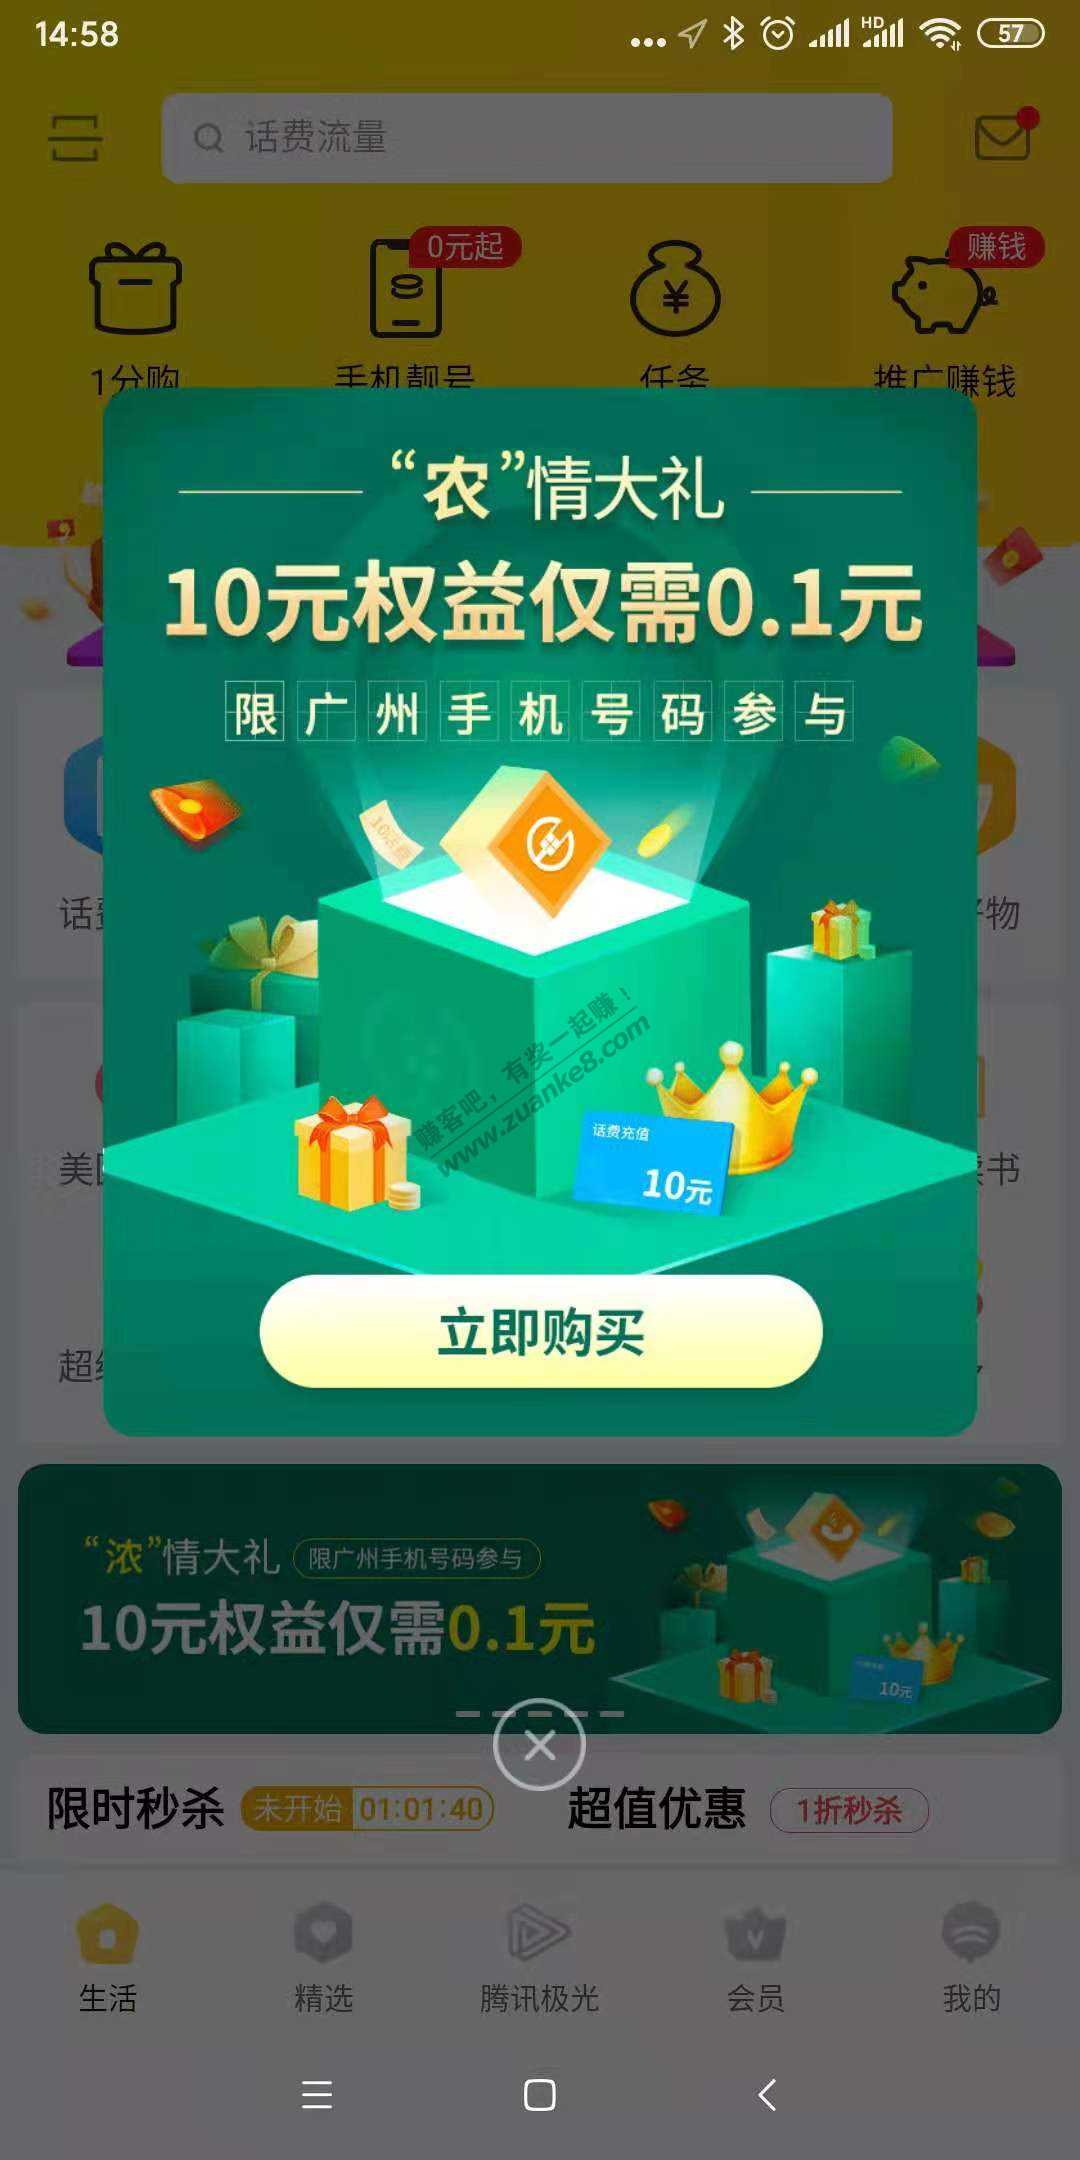 14:58
HD
57
话费流量
0元起
赚钱
1分购
手机靓号
任务
推广赚钱
“农”情大礼
10元权益仅需0.1元
限广州手机号码参与
话费
物
赚客吧，有奖一起赚！
www.zuanke8.com
话费充值
10元
美
读书
超
立即购买
“浓”情大礼
限广州手机号码参与
10元权益仅需0.1元
10元
限时秒杀
未开始 01:01:40
超值优惠
1折秒杀
生活
精选
腾讯极光
会员
我的